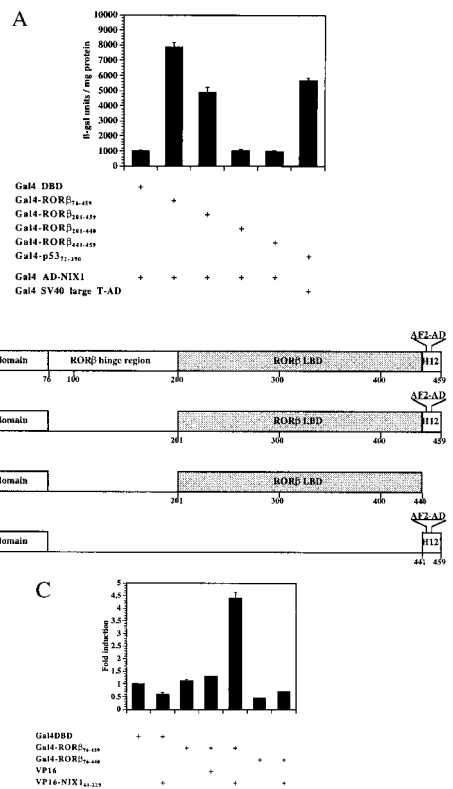 A
10000
9000
8000
7000
6000
5000
4000
3000
2000
1000
0
β-gal units / mg protein
Gal4 DBD +
Gal4-RORβ76-459 +
Gal4-RORβ201-459 +
Gal4-RORβ201-440 +
Gal4-RORβ441-459 +
Gal4-p5372-390 +
Gal4 AD-NIX1 + + + + +
Gal4 SV40 large T-AD +
AF2-AD
domain RORβ hinge region RORβ LBD H12
76 100 200 300 400 459
AF2-AD
domain RORβ LBD H12
201 300 400 459
domain RORβ LBD
201 300 400 440
AF2-AD
domain H12
441 459
C
5
4.5
4
3.5
3
2.5
2
1.5
1
0.5
0
Fold induction
Gal4DBD + +
Gal4-RORβ76-459 + + +
Gal4-RORβ76-440 + +
VP16 +
VP16-NIX1 + + +